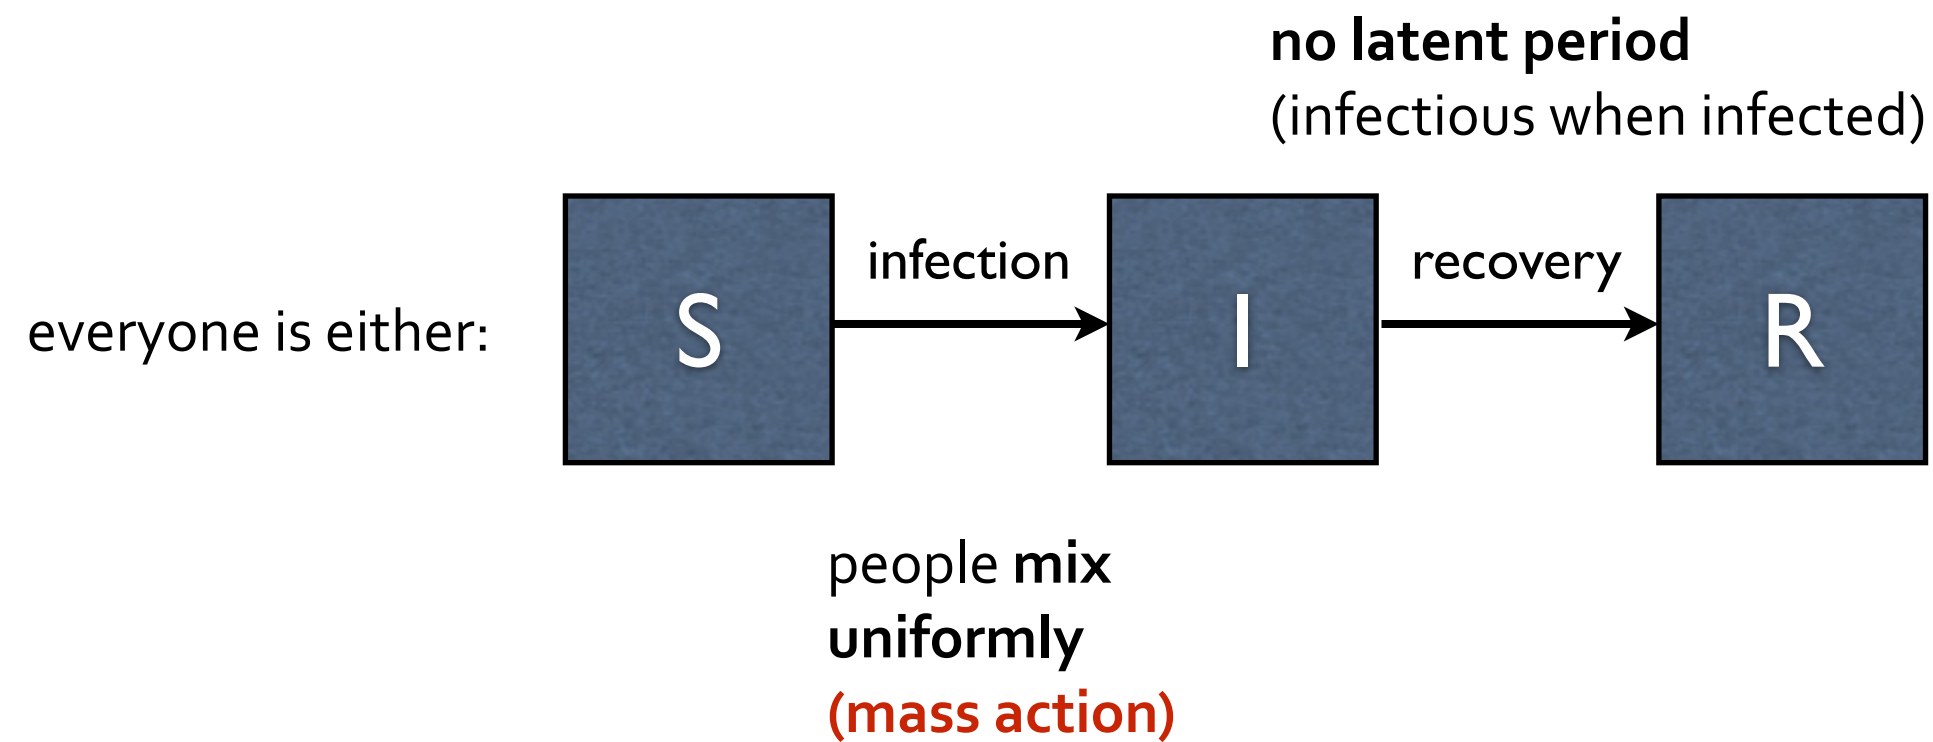 no latent period
(infectious when infected)
everyone is either:
S
infection
I
recovery
R
people mix
uniformly
(mass action)